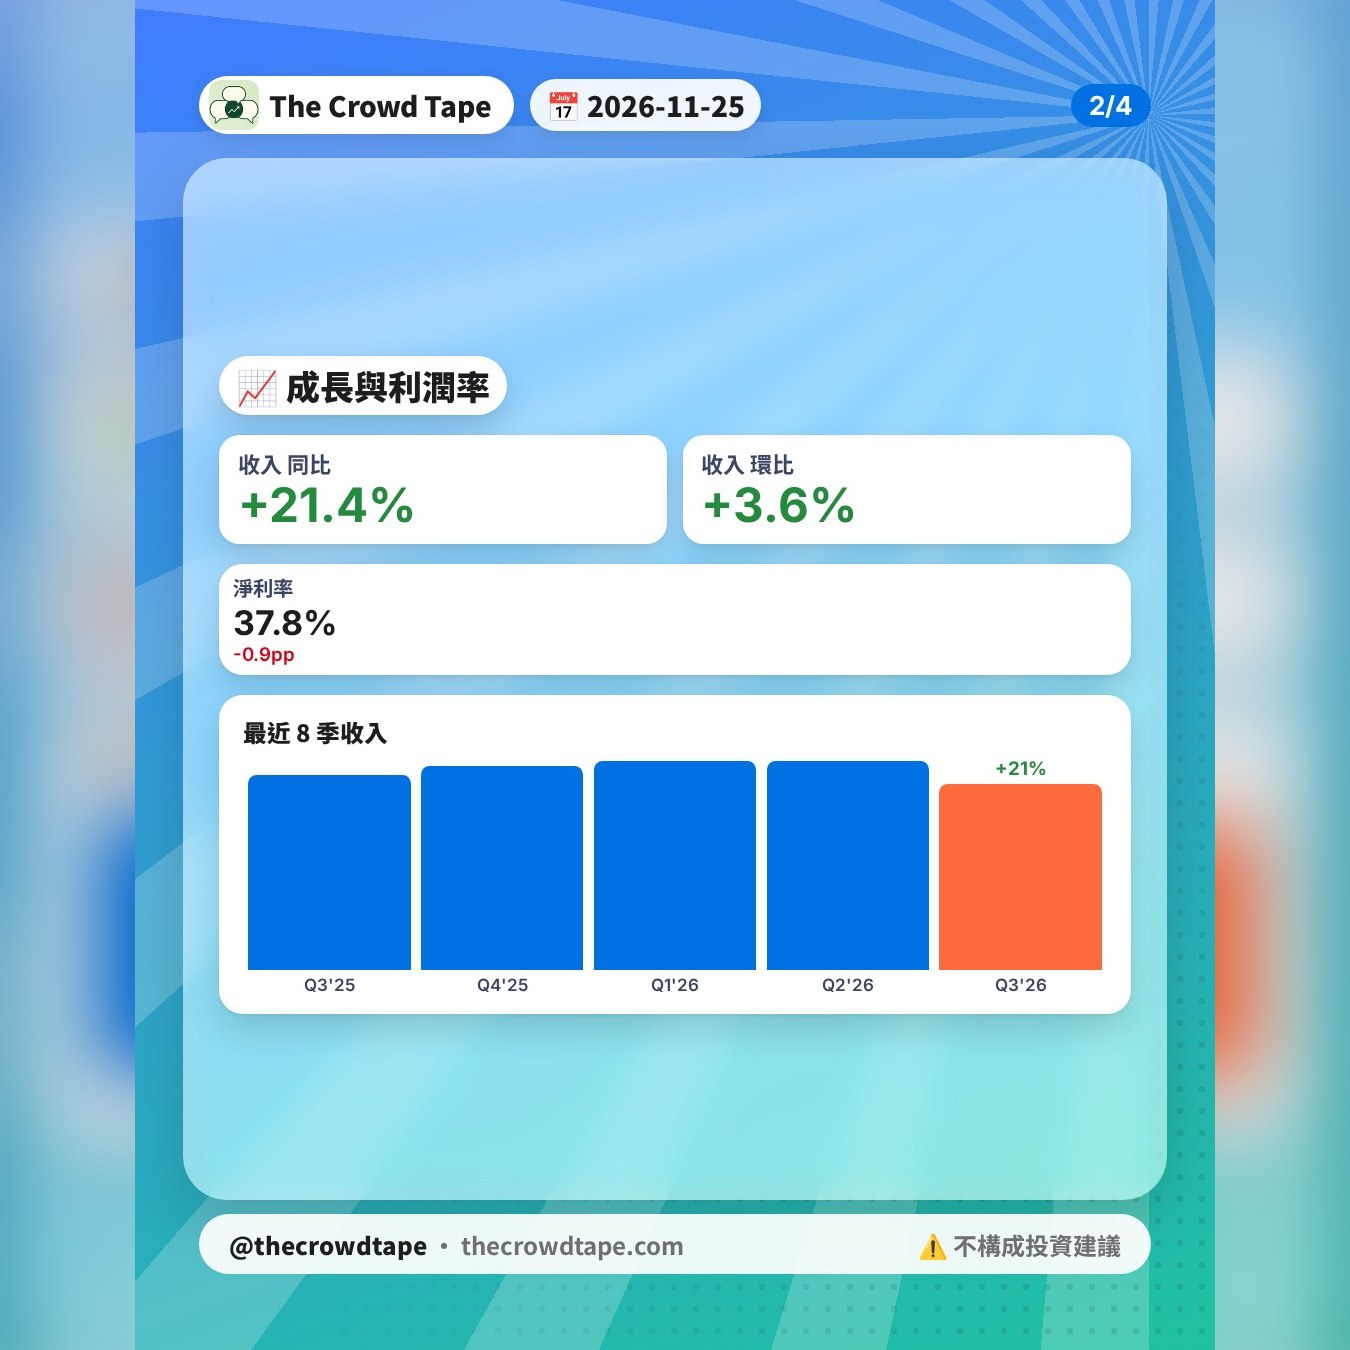 The Crowd Tape
📅 2026-11-25
2/4
📈 成長與利潤率
收入 同比
+21.4%
收入 環比
+3.6%
淨利率
37.8%
-0.9pp
最近 8 季收入
+21%
Q3'25
Q4'25
Q1'26
Q2'26
Q3'26
@thecrowdtape • thecrowdtape.com
⚠️ 不構成投資建議